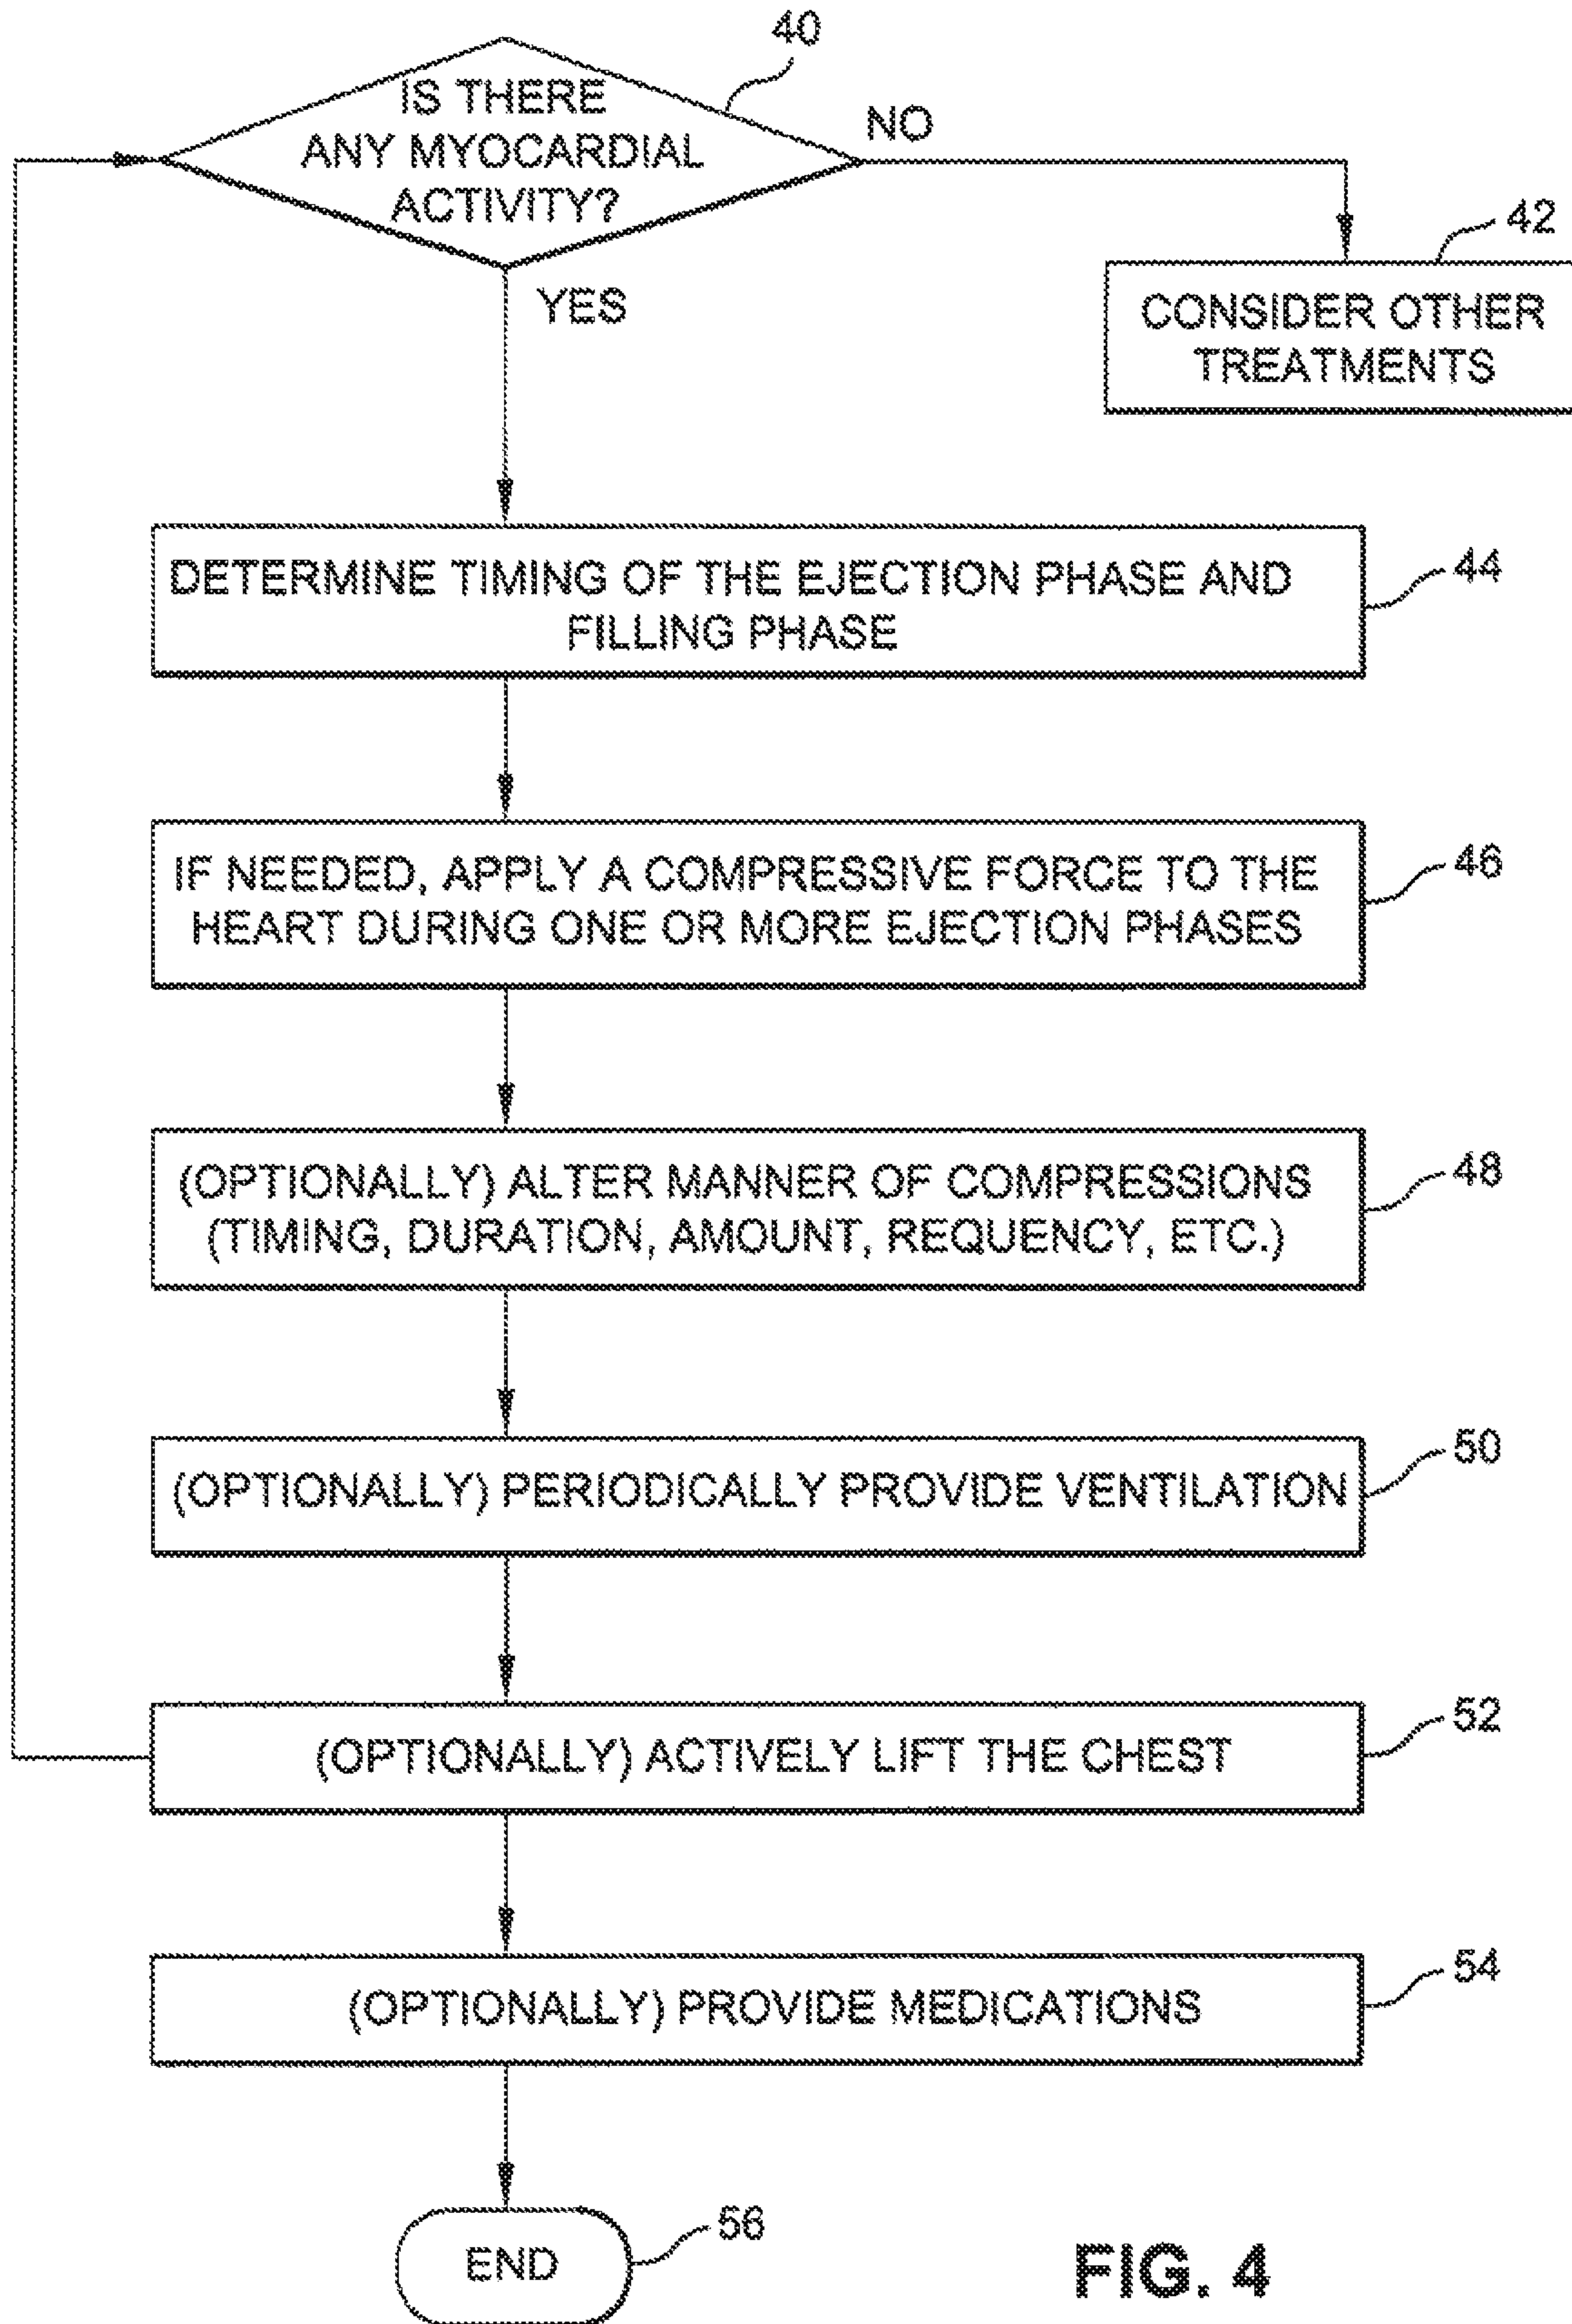 40
IS THERE
ANY MYOCARDIAL
ACTIVITY?
NO
YES
42
CONSIDER OTHER
TREATMENTS
44
DETERMINE TIMING OF THE EJECTION PHASE AND
FILLING PHASE
46
IF NEEDED, APPLY A COMPRESSIVE FORCE TO THE
HEART DURING ONE OR MORE EJECTION PHASES
48
(OPTIONALLY) ALTER MANNER OF COMPRESSIONS
(TIMING, DURATION, AMOUNT, REQUENCY, ETC.)
50
(OPTIONALLY) PERIODICALLY PROVIDE VENTILATION
52
(OPTIONALLY) ACTIVELY LIFT THE CHEST
54
(OPTIONALLY) PROVIDE MEDICATIONS
56
END
FIG. 4